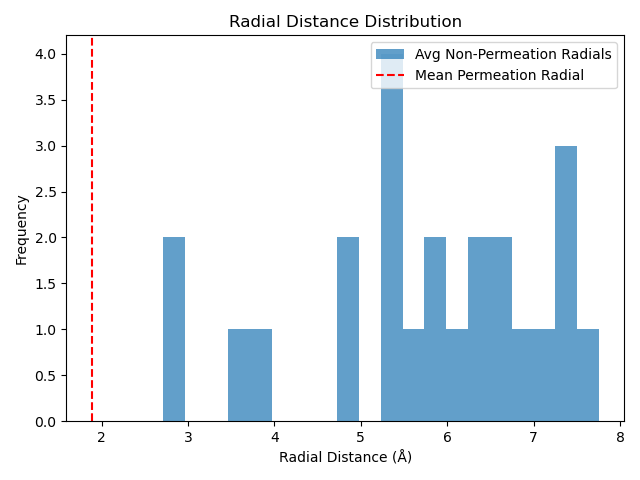 Radial Distance Distribution
Avg Non-Permeation Radials
Mean Permeation Radial
Frequency
4.0
3.5
3.0
2.5
2.0
1.5
1.0
0.5
0.0
2 3 4 5 6 7 8
Radial Distance (Å)